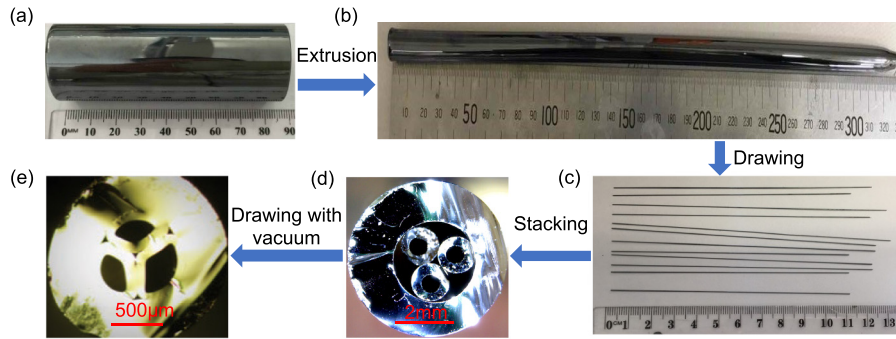 (a)
Extrusion
(b)
0MM 10 20 30 40 50 60 70 80 90
10 20 30 40 50 60 70 80 90 100 110 120 130 140 150 160 170 180 190 200 210 220 230 240 250 260 270 280 290 300 310 320
Drawing
(e)
Drawing with
vacuum
(d)
Stacking
(c)
500μm
2mm
0CM1 2 3 4 5 6 7 8 9 10 11 12 13